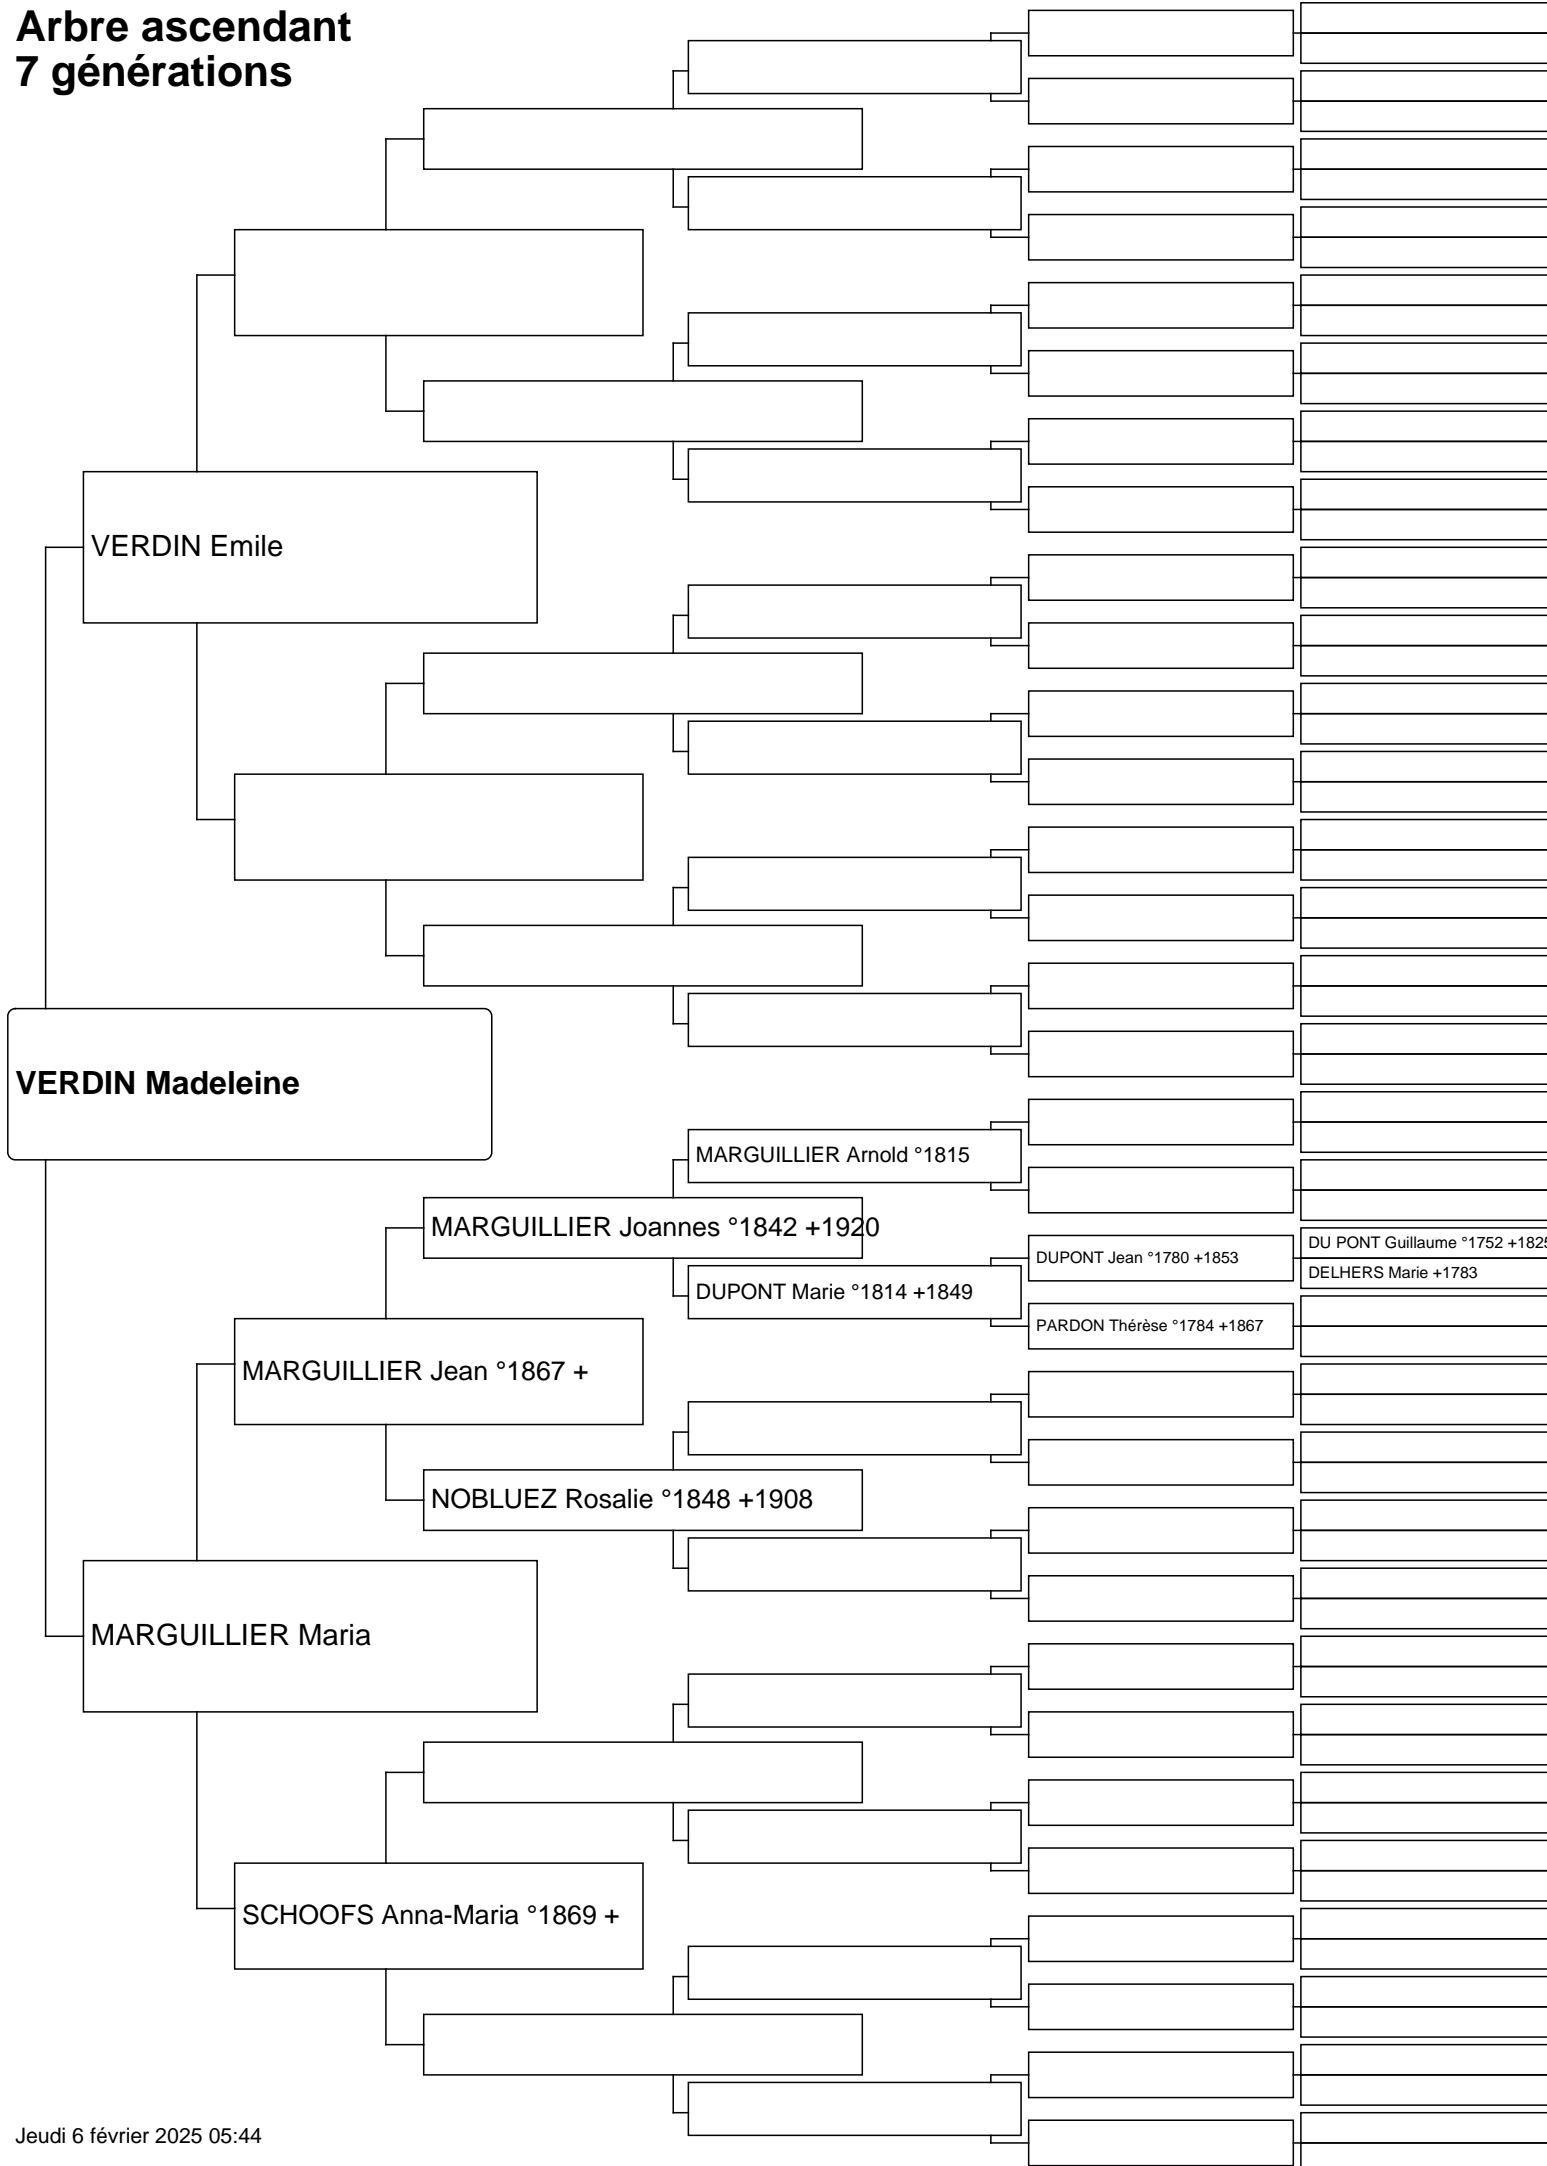 Arbre ascendant
7 générations
VERDIN Emile
VERDIN Madeleine
MARGUILLIER Arnold °1815
MARGUILLIER Joannes °1842 +1920
DU PONT Guillaume °1752 +1825
DUPONT Jean °1780 +1853
DELHERS Marie +1783
DUPONT Marie °1814 +1849
PARDON Thérèse °1784 +1867
MARGUILLIER Jean °1867 +
NOBLUEZ Rosalie °1848 +1908
MARGUILLIER Maria
SCHOOFS Anna-Maria °1869 +
Jeudi 6 février 2025 05:44